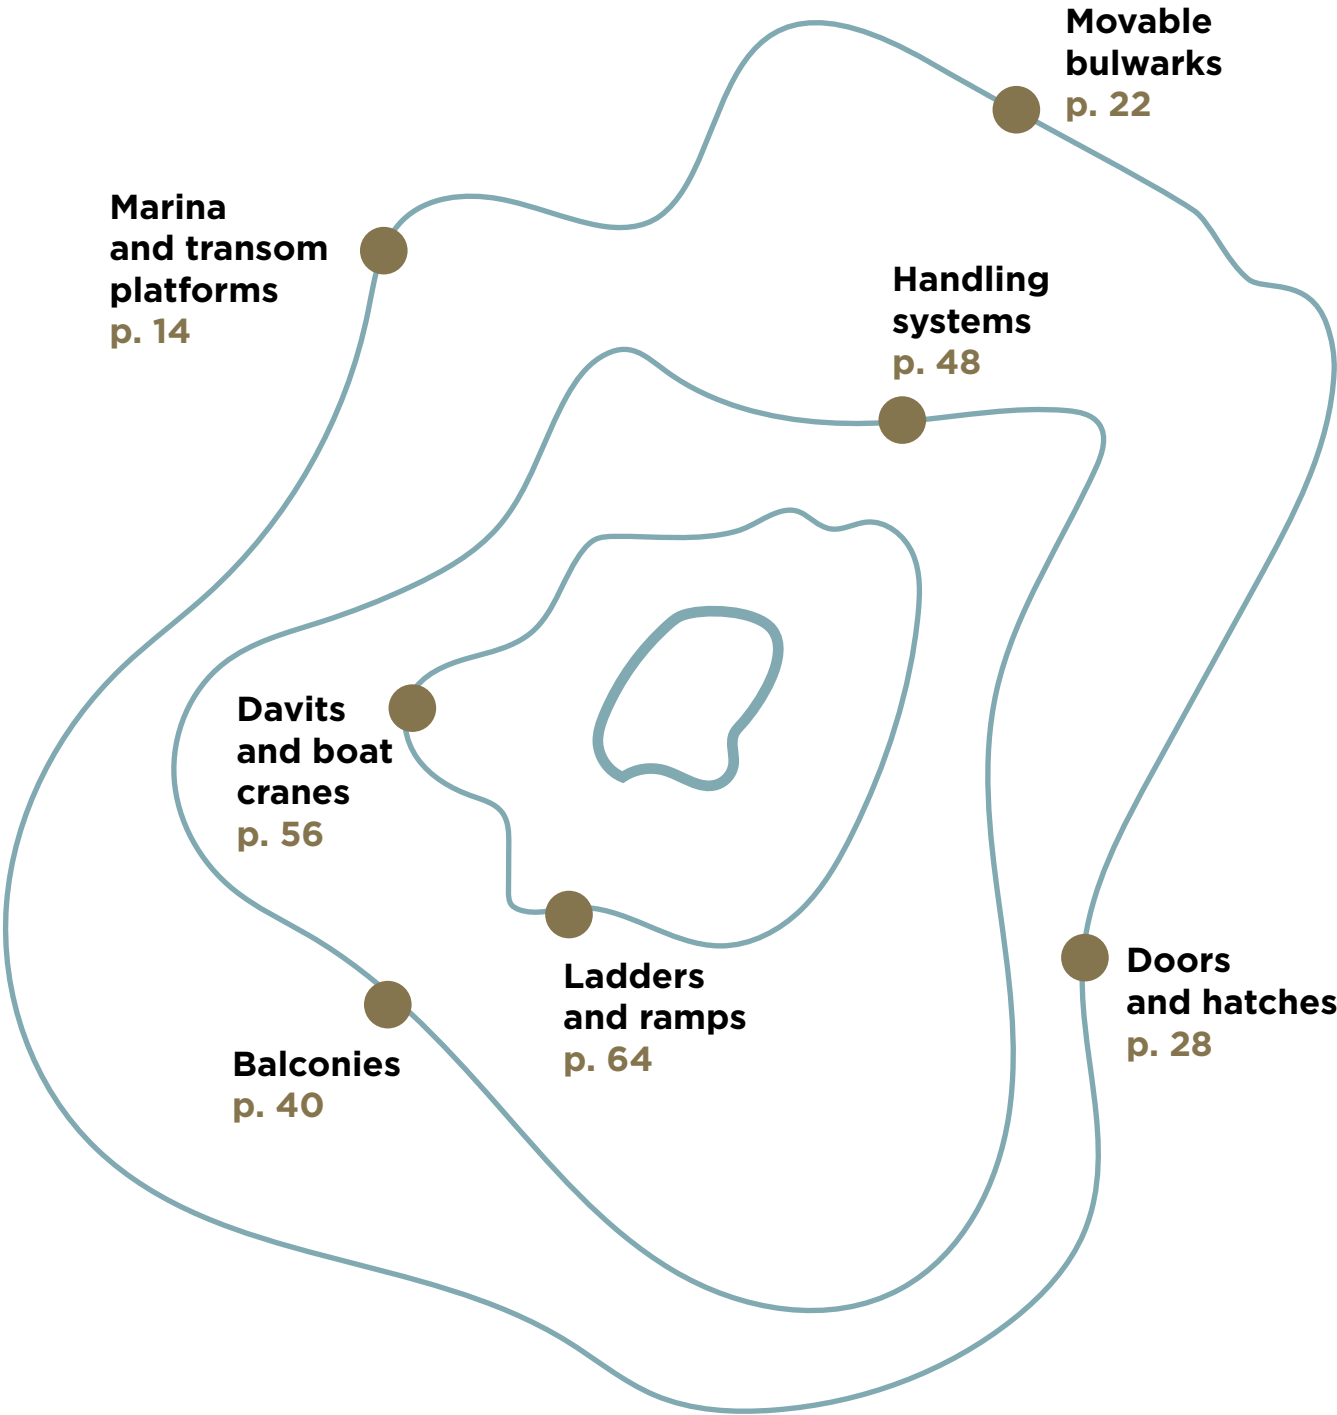 Movable
bulwarks
p. 22
Marina
and transom
platforms
p. 14
Handling
systems
p. 48
Davits
and boat
cranes
p. 56
Ladders
and ramps
p. 64
Doors
and hatches
p. 28
Balconies
p. 40